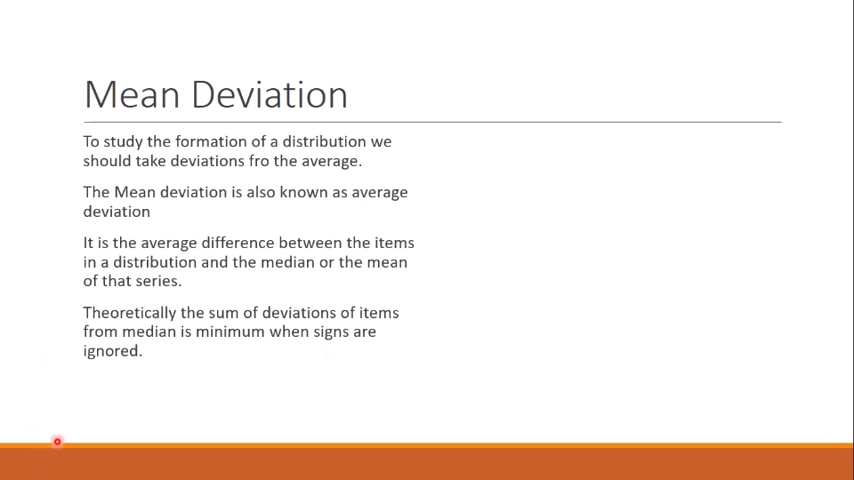 Mean Deviation
To study the formation of a distribution we
should take deviations fro the average.
The Mean deviation is also known as average
deviation
It is the average difference between the items
in a distribution and the median or the mean
of that series.
Theoretically the sum of deviations of items
from median is minimum when signs are
ignored.